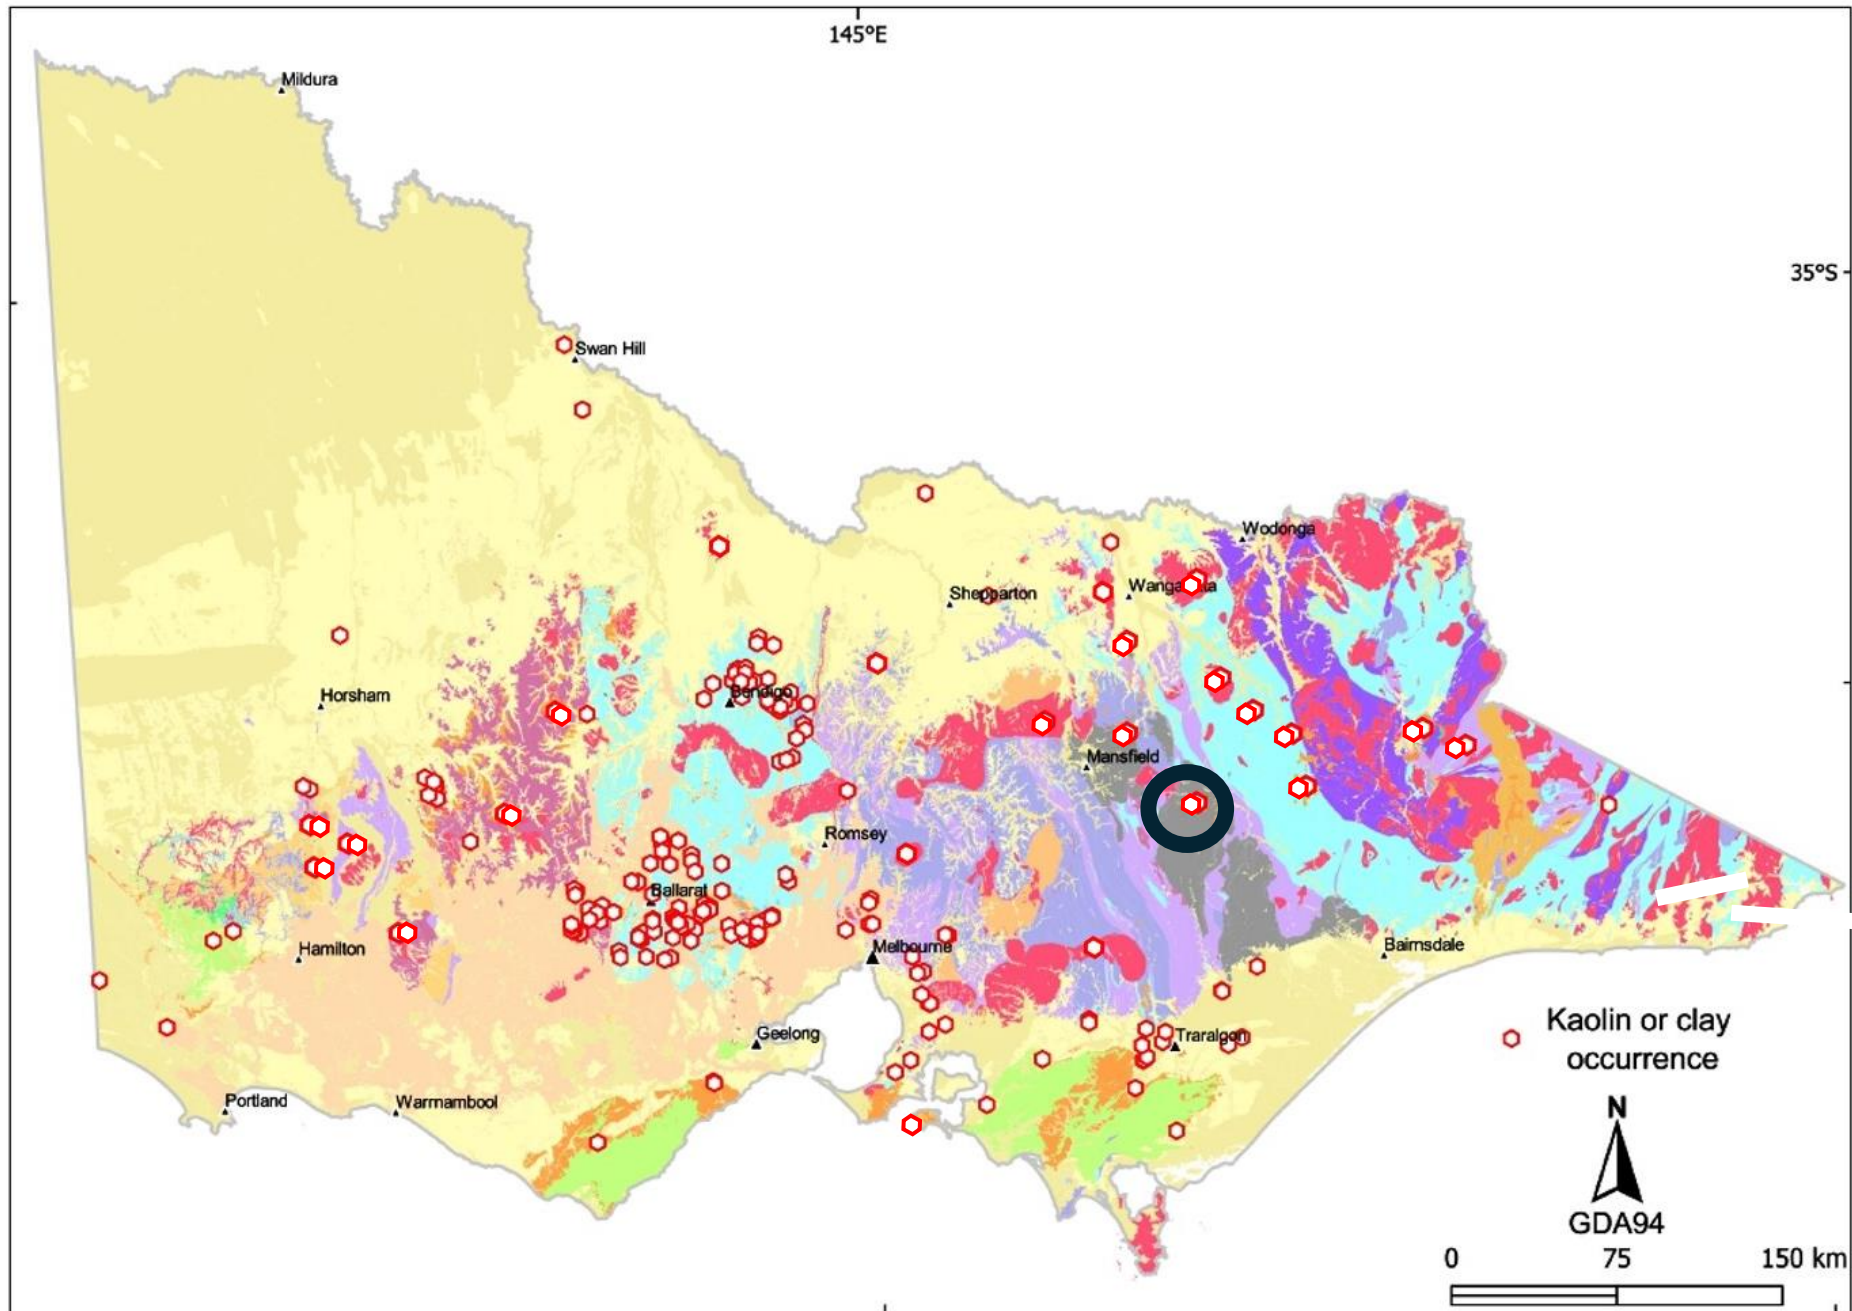 145°E
Mildura
35°S
Swan Hill
Wodonga
Shepparton
Horsham
Bendigo
Mansfield
Romsey
Ballarat
Hamilton
Melbourne
Bairnsdale
Kaolin or clay
occurrence
Geelong
Traralgon
Portland
Warrnambool
N
GDA94
0 75 150 km